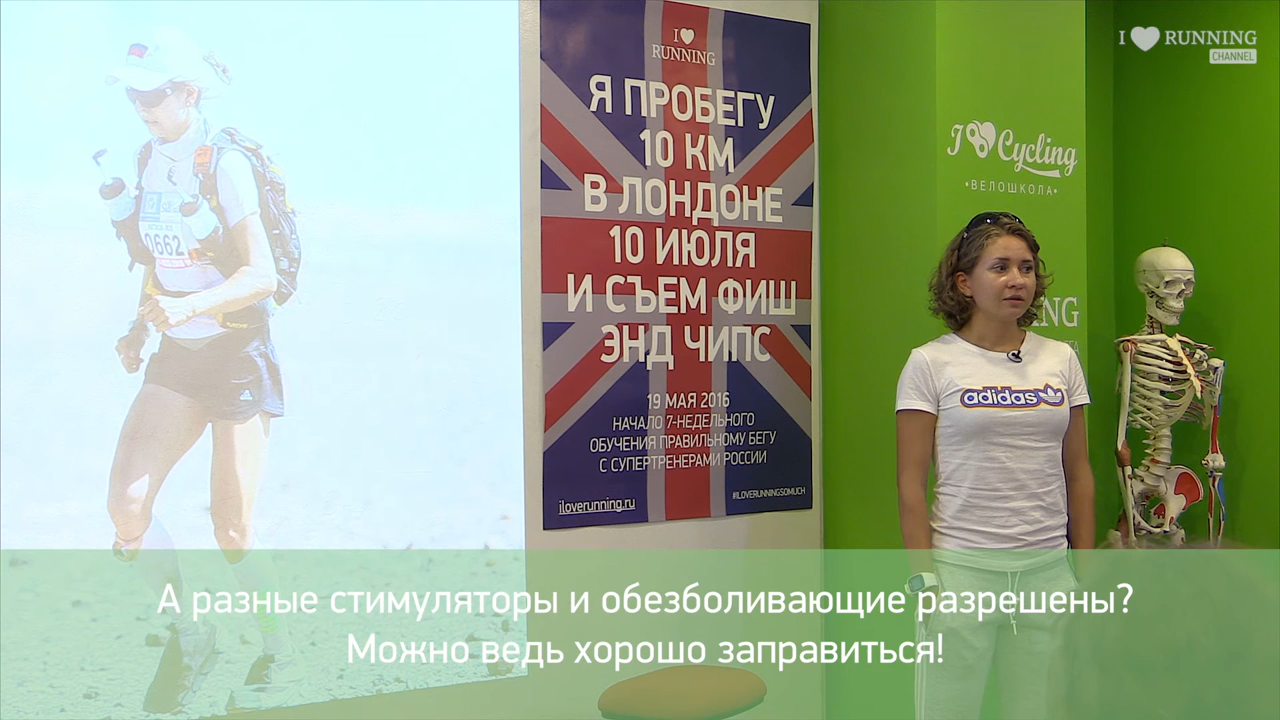 I RUNNING
CHANNEL
I
RUNNING
Я ПРОБЕГУ
10 КМ
В ЛОНДОНЕ
10 ИЮЛЯ
И СЪЕМ ФИШ
ЭНД ЧИПС
19 МАЯ 2016
НАЧАЛО 7-НЕДЕЛЬНОГО
ОБУЧЕНИЯ ПРАВИЛЬНОМУ БЕГУ
С СУПЕРТРЕНЕРАМИ РОССИИ
iloverunning.ru
#ILOVERUNNINGSOMUCH
I Cycling
•ВЕЛОШКОЛА•
ING
adidas
0662
А разные стимуляторы и обезболивающие разрешены?
Можно ведь хорошо заправиться!